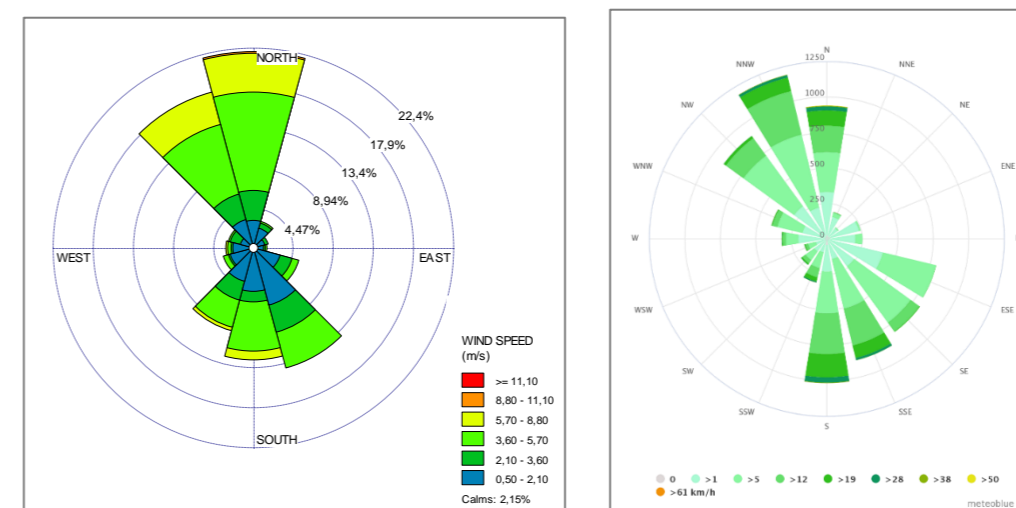 NORTH
22,4%
17,9%
13,4%
8,94%
4,47%
WEST
EAST
SOUTH
WIND SPEED
(m/s)
>= 11,10
8,80 - 11,10
5,70 - 8,80
3,60 - 5,70
2,10 - 3,60
0,50 - 2,10
Calms: 2,15%
N
1250
NNW
NNE
1000
NW
NE
750
500
WNW
ENE
250
0
W
WSW
ESE
SW
SE
SSW
SSE
S
0 >1 >5 >12 >19 >28 >38 >50
>61 km/h
meteoblue